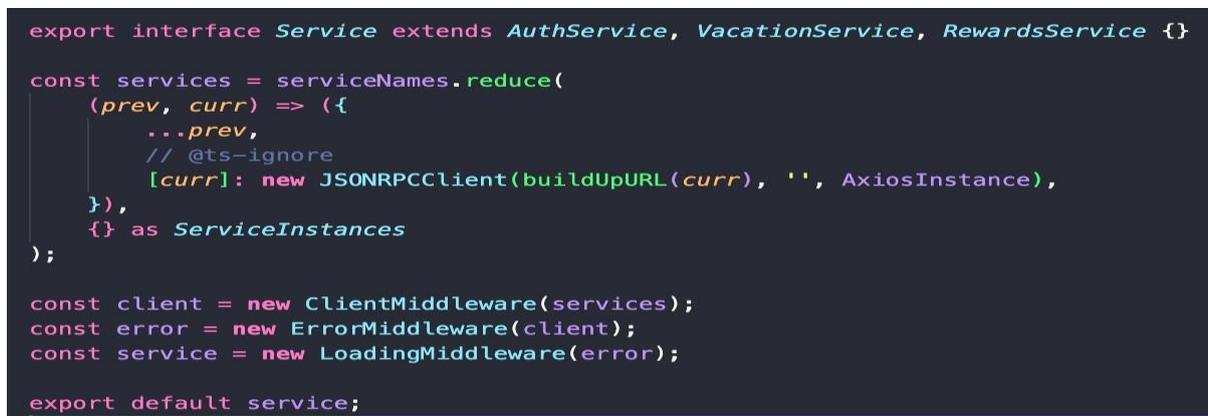 export interface Service extends AuthService, VacationService, RewardsService {}
const services = serviceNames.reduce(
(prev, curr) => ({
...prev,
// @ts-ignore
[curr]: new JSONRPCClient(buildUpURL(curr), '', AxiosInstance),
}),
{} as ServiceInstances
);
const client = new ClientMiddleware(services);
const error = new ErrorMiddleware(client);
const service = new LoadingMiddleware(error);
export default service;